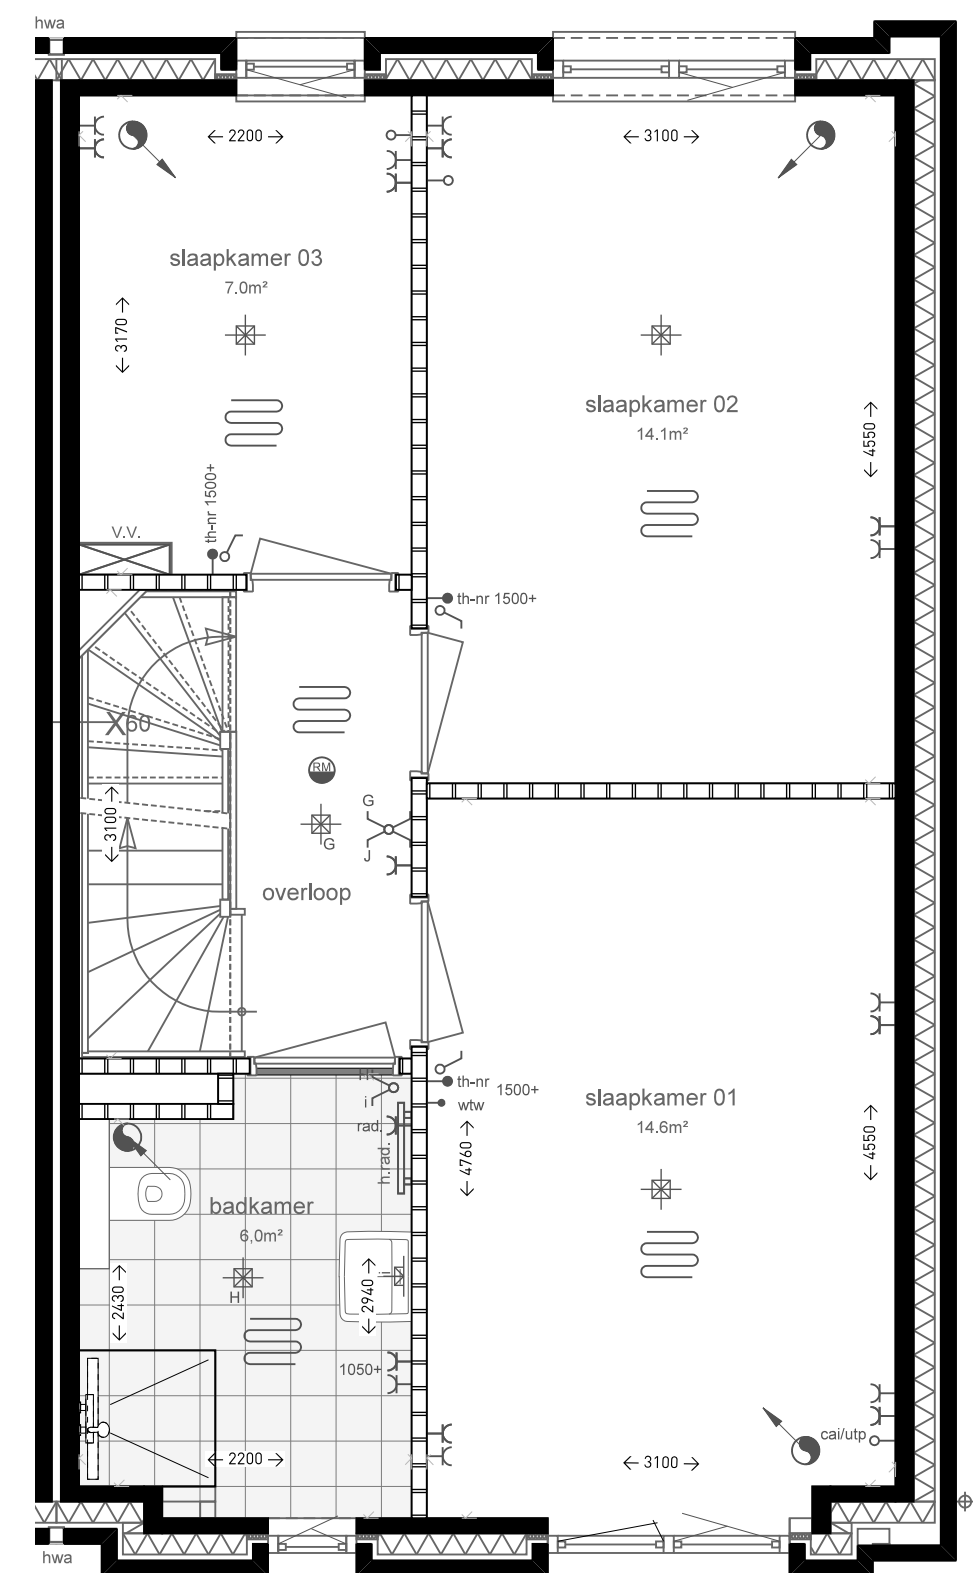 hwa
2200
3100
slaapkamer 03
7.0m²
3170
slaapkamer 02
14.1m²
4550
th-nr 1500+
V.V.
th-nr 1500+
X60
RM
G
3100
G
J
overloop
H
i
th-nr 1500+
wtw
rad.
h.rad.
slaapkamer 01
14.6m²
4760
4550
badkamer
6,0m²
H
i
2430
2940
1050+
2200
3100
cai/utp
hwa